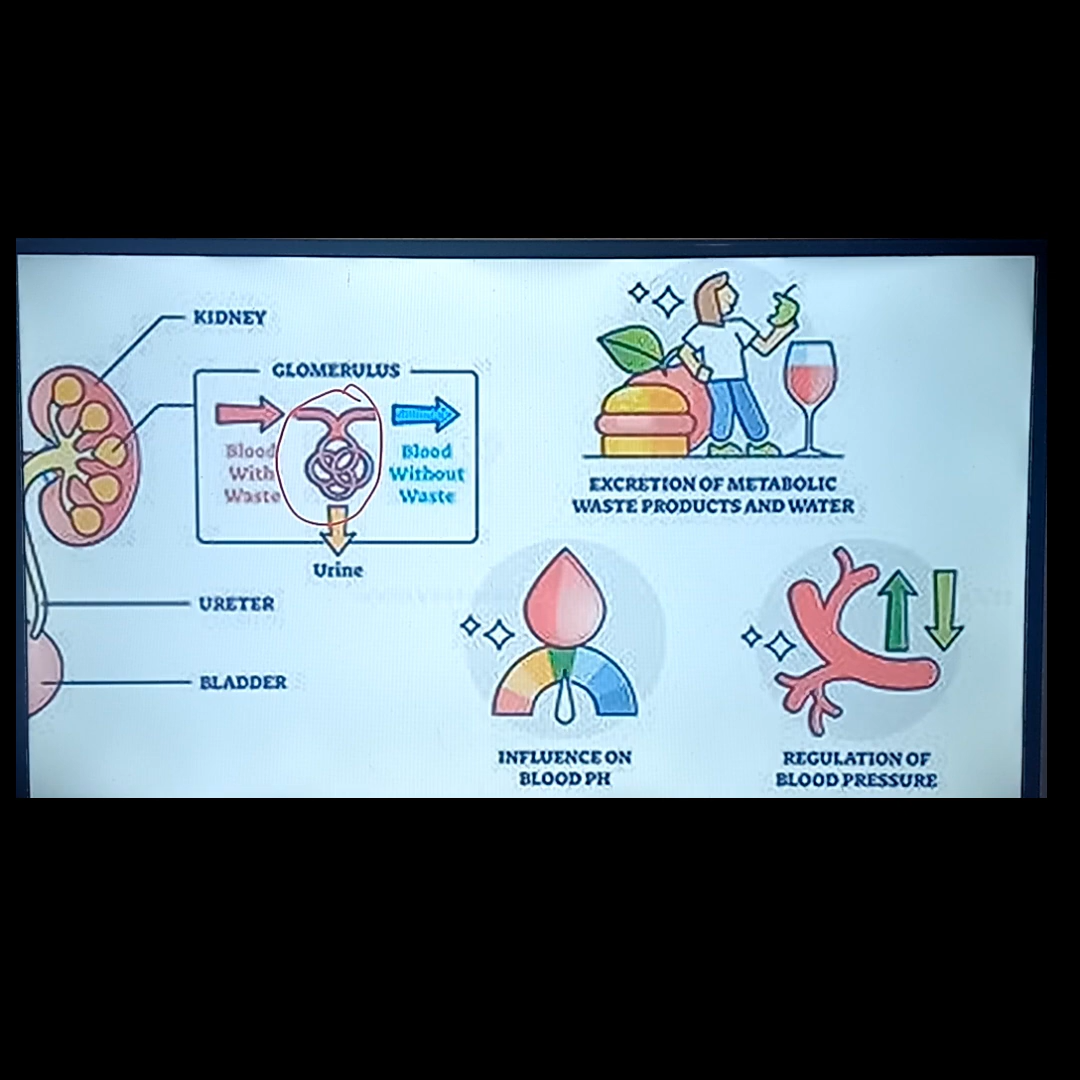 KIDNEY
GLOMERULUS
Blood
With
Waste
Blood
Without
Waste
Urine
URETER
BLADDER
EXCRETION OF METABOLIC
WASTE PRODUCTS AND WATER
INFLUENCE ON
BLOOD PH
REGULATION OF
BLOOD PRESSURE